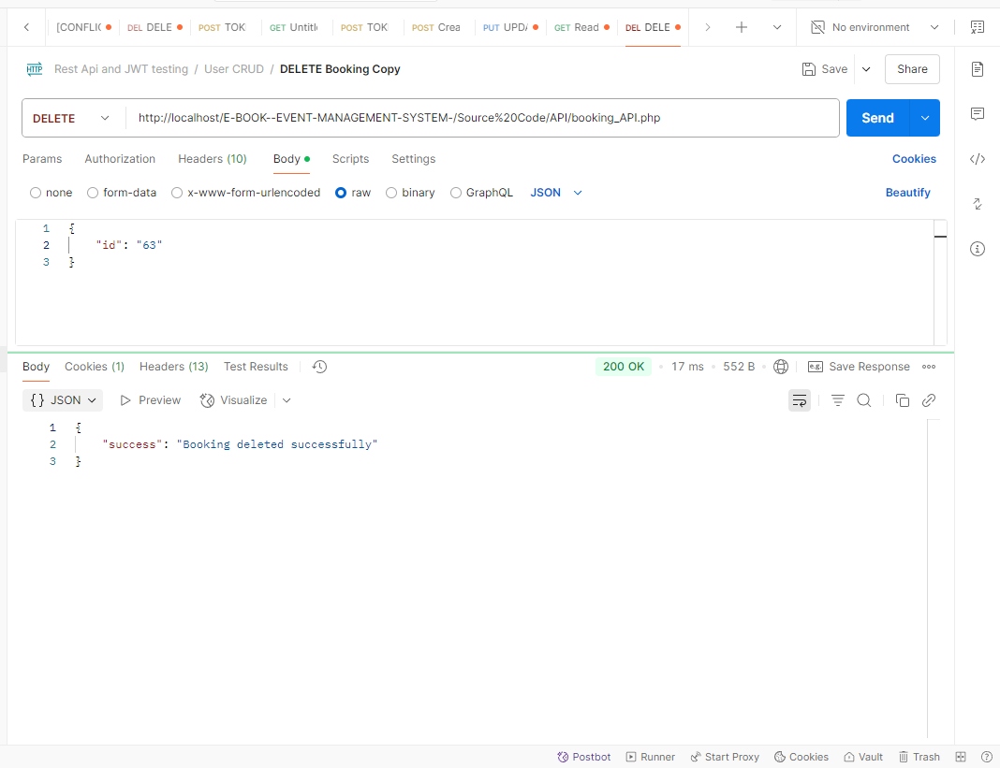 [CONFLIC DEL DELE POST TOK GET Untitl POST TOK POST Crea PUT UPDA GET Read DEL DELE No environment
HTTP Rest Api and JWT testing / User CRUD / DELETE Booking Copy Save Share
DELETE http://localhost/E-BOOK--EVENT-MANAGEMENT-SYSTEM-/Source%20Code/API/booking_API.php Send
Params Authorization Headers (10) Body Scripts Settings Cookies
none form-data x-www-form-urlencoded raw binary GraphQL JSON Beautify
1 {
2 "id": "63"
3 }
Body Cookies (1) Headers (13) Test Results 200 OK 17 ms 552 B e.g. Save Response
{} JSON Preview Visualize
1 {
2 "success": "Booking deleted successfully"
3 }
Postbot Runner Start Proxy Cookies Vault Trash